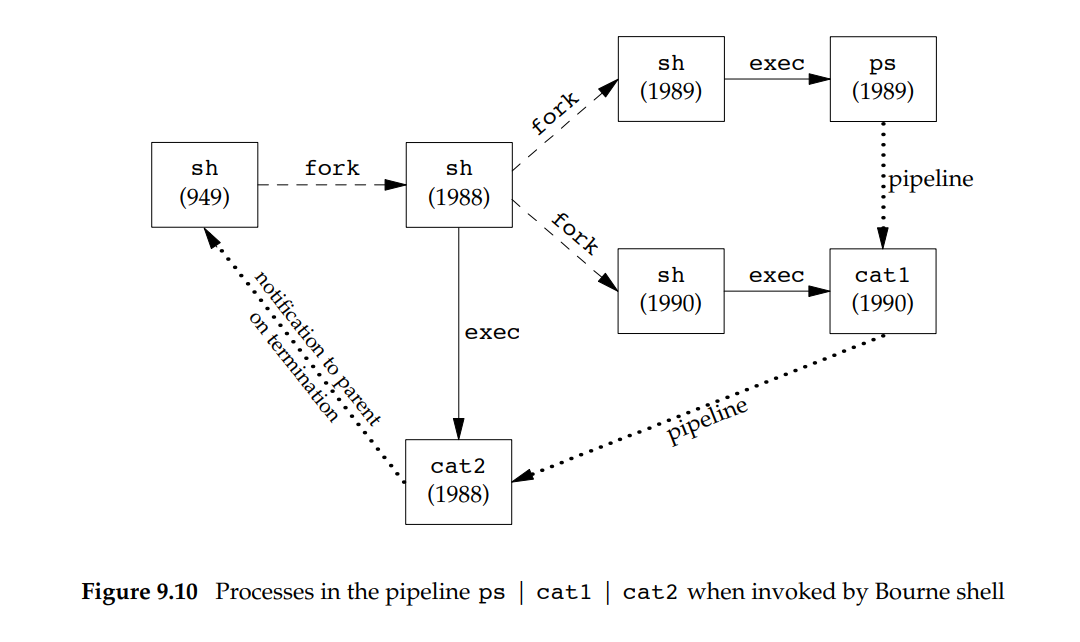 sh
(1989)
exec
ps
(1989)
fork
sh
(949)
fork
sh
(1988)
pipeline
fork
sh
(1990)
exec
cat1
(1990)
notification to parent
on termination
exec
pipeline
cat2
(1988)
Figure 9.10 Processes in the pipeline ps | cat1 | cat2 when invoked by Bourne shell